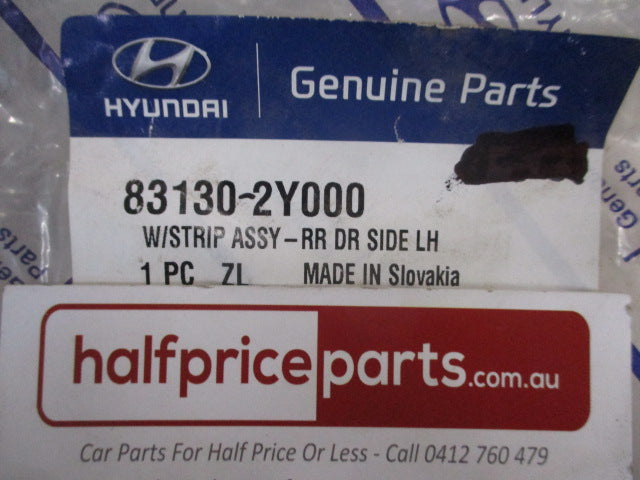 HYUNDAI
Genuine Parts
83130-2Y000
W/STRIP ASSY-RR DR SIDE LH
1 PC ZL MADE IN Slovakia
halfpriceparts.com.au
Car Parts For Half Price Or Less - Call 0412 760 479